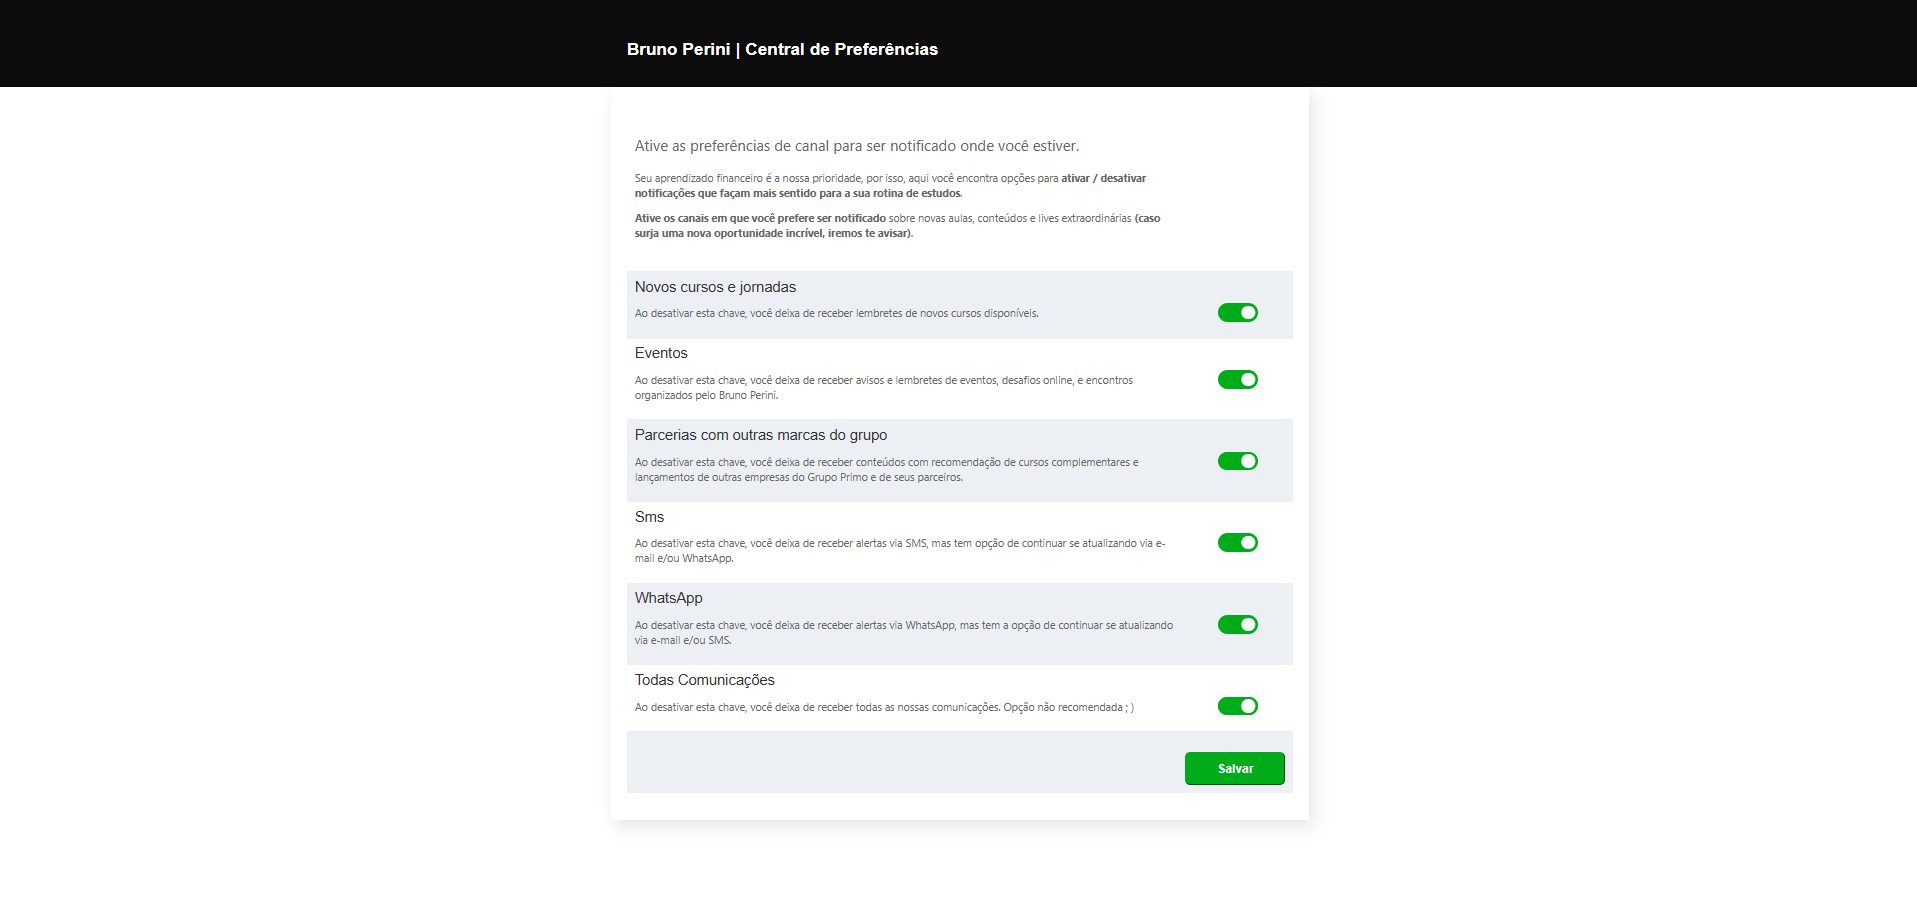 Bruno Perini | Central de Preferências
Ative as preferências de canal para ser notificado onde você estiver.
Seu aprendizado financeiro é a nossa prioridade, por isso, aqui você encontra opções para ativar / desativar
notificações que façam mais sentido para a sua rotina de estudos.
Ative os canais em que você prefere ser notificado sobre novas aulas, conteúdos e lives extraordinárias (caso
surja uma nova oportunidade incrível, iremos te avisar).
Novos cursos e jornadas
Ao desativar esta chave, você deixa de receber lembretes de novos cursos disponíveis.
Eventos
Ao desativar esta chave, você deixa de receber avisos e lembretes de eventos, desafios online, e encontros
organizados pelo Bruno Perini.
Parcerias com outras marcas do grupo
Ao desativar esta chave, você deixa de receber conteúdos com recomendação de cursos complementares e
lançamentos de outras empresas do Grupo Primo e de seus parceiros.
Sms
Ao desativar esta chave, você deixa de receber alertas via SMS, mas tem opção de continuar se atualizando via e-
mail e/ou WhatsApp.
WhatsApp
Ao desativar esta chave, você deixa de receber alertas via WhatsApp, mas tem a opção de continuar se atualizando
via e-mail e/ou SMS.
Todas Comunicações
Ao desativar esta chave, você deixa de receber todas as nossas comunicações. Opção não recomendada ; )
Salvar